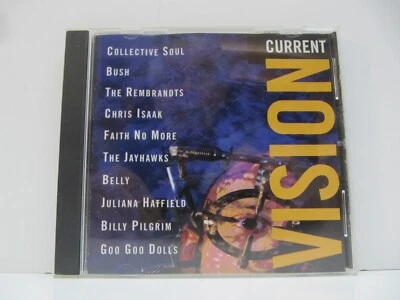 COLLECTIVE SOUL
BUSH
THE REMBRANDTS
CHRIS ISAAK
FAITH NO MORE
THE JAYHAWKS
BELLY
JULIANA HATFIELD
BILLY PILGRIM
GOO GOO DOLLS
CURRENT
VISION